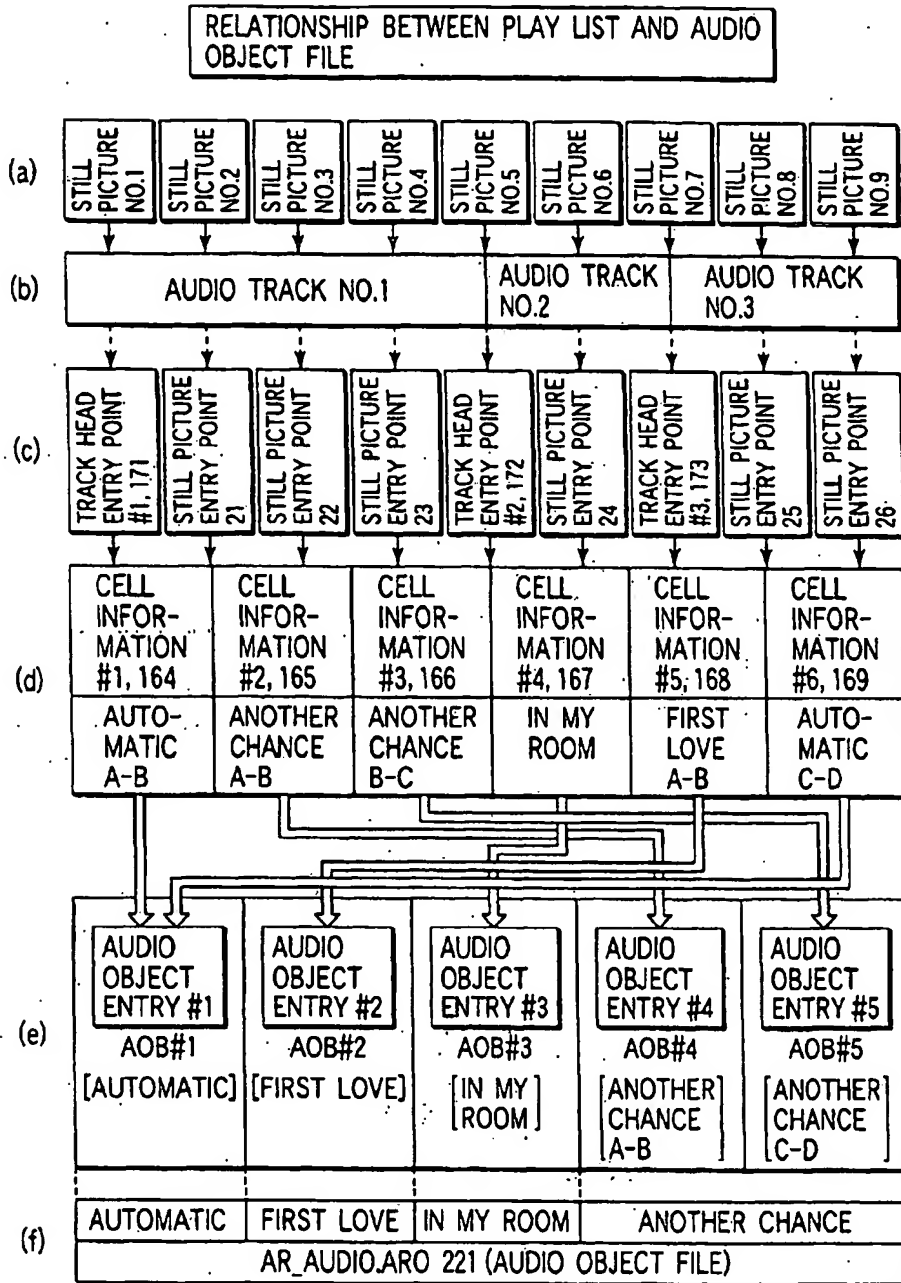 RELATIONSHIP BETWEEN PLAY LIST AND AUDIO
OBJECT FILE
(a)
STILL
PICTURE
NO.1
STILL
PICTURE
NO.2
STILL
PICTURE
NO.3
STILL
PICTURE
NO.4
STILL
PICTURE
NO.5
STILL
PICTURE
NO.6
STILL
PICTURE
NO.7
STILL
PICTURE
NO.8
STILL
PICTURE
NO.9
(b)
AUDIO TRACK NO.1
AUDIO TRACK
NO.2
AUDIO TRACK
NO.3
(c)
TRACK HEAD
ENTRY POINT
#1, 171
STILL PICTURE
ENTRY POINT
21
STILL PICTURE
ENTRY POINT
22
STILL PICTURE
ENTRY POINT
23
TRACK HEAD
ENTRY POINT
#2, 172
STILL PICTURE
ENTRY POINT
24
TRACK HEAD
ENTRY POINT
#3, 173
STILL PICTURE
ENTRY POINT
25
STILL PICTURE
ENTRY POINT
26
(d)
CELL
INFOR-
MATION
#1, 164
CELL
INFOR-
MATION
#2, 165
CELL
INFOR-
MATION
#3, 166
CELL
INFOR-
MATION
#4, 167
CELL
INFOR-
MATION
#5, 168
CELL
INFOR-
MATION
#6, 169
AUTO-
MATIC
A-B
ANOTHER
CHANCE
A-B
ANOTHER
CHANCE
B-C
IN MY
ROOM
FIRST
LOVE
A-B
AUTO-
MATIC
C-D
(e)
AUDIO
OBJECT
ENTRY #1
AOB#1
[AUTOMATIC]
AUDIO
OBJECT
ENTRY #2
AOB#2
[FIRST LOVE]
AUDIO
OBJECT
ENTRY #3
AOB#3
[IN MY
ROOM]
AUDIO
OBJECT
ENTRY #4
AOB#4
[ANOTHER
CHANCE
A-B]
AUDIO
OBJECT
ENTRY #5
AOB#5
[ANOTHER
CHANCE
C-D]
(f)
AUTOMATIC
FIRST LOVE
IN MY ROOM
ANOTHER CHANCE
AR_AUDIO.ARO 221 (AUDIO OBJECT FILE)